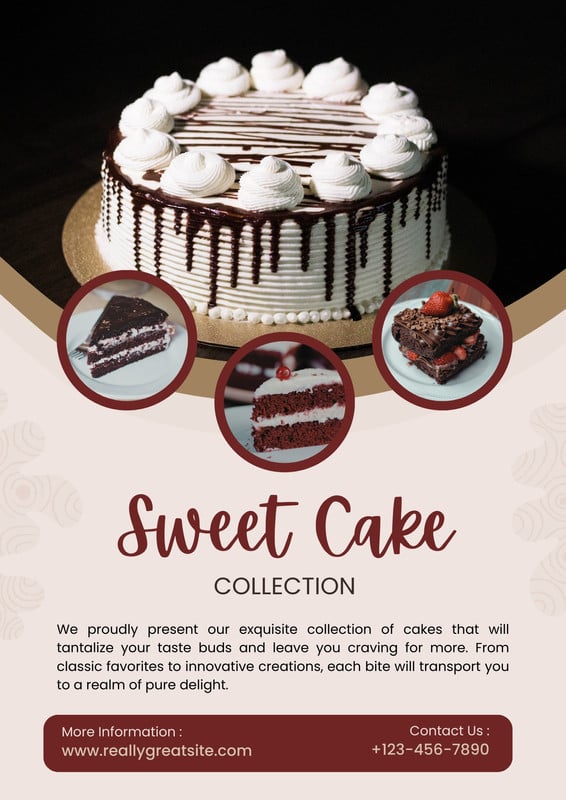 Sweet Cake
COLLECTION
We proudly present our exquisite collection of cakes that will
tantalize your taste buds and leave you craving for more. From
classic favorites to innovative creations, each bite will transport you
to a realm of pure delight.
More Information :
www.reallygreatsite.com
Contact Us :
+123-456-7890